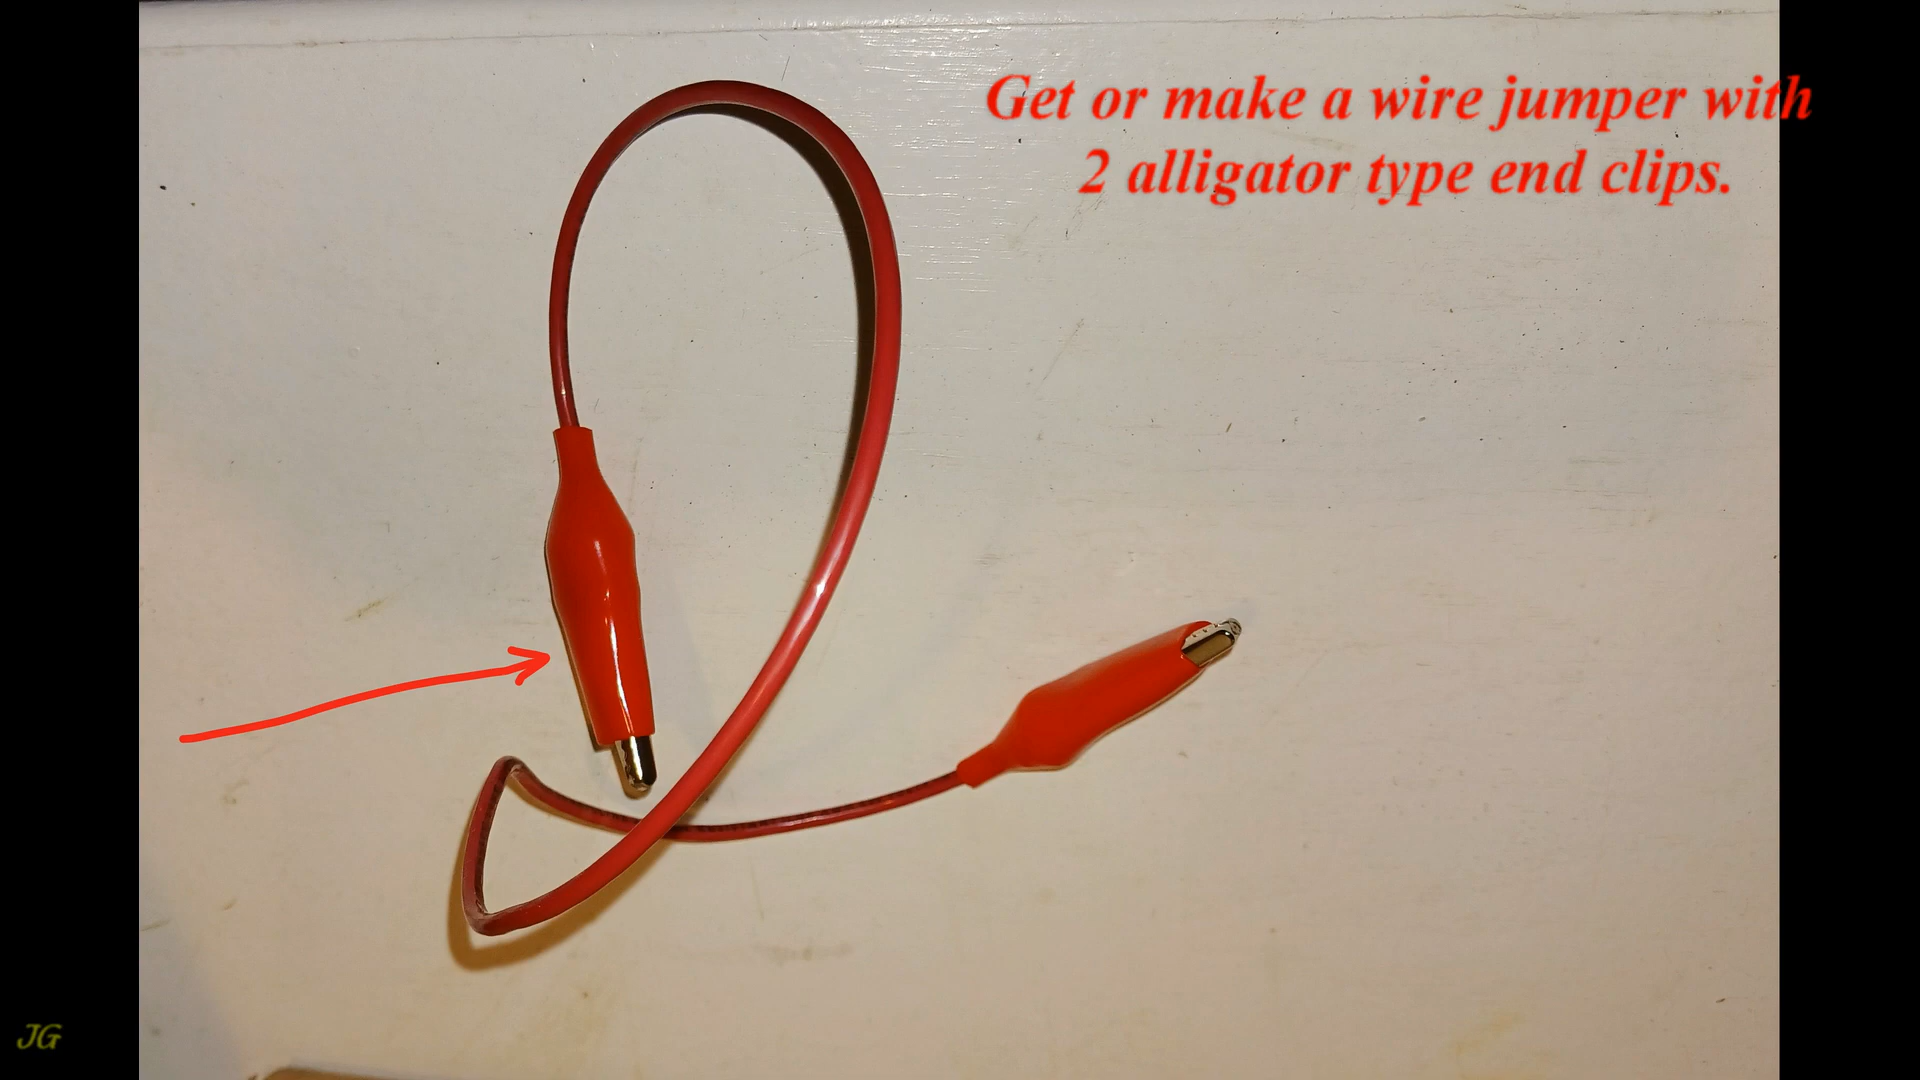 Get or make a wire jumper with
2 alligator type end clips.
JG